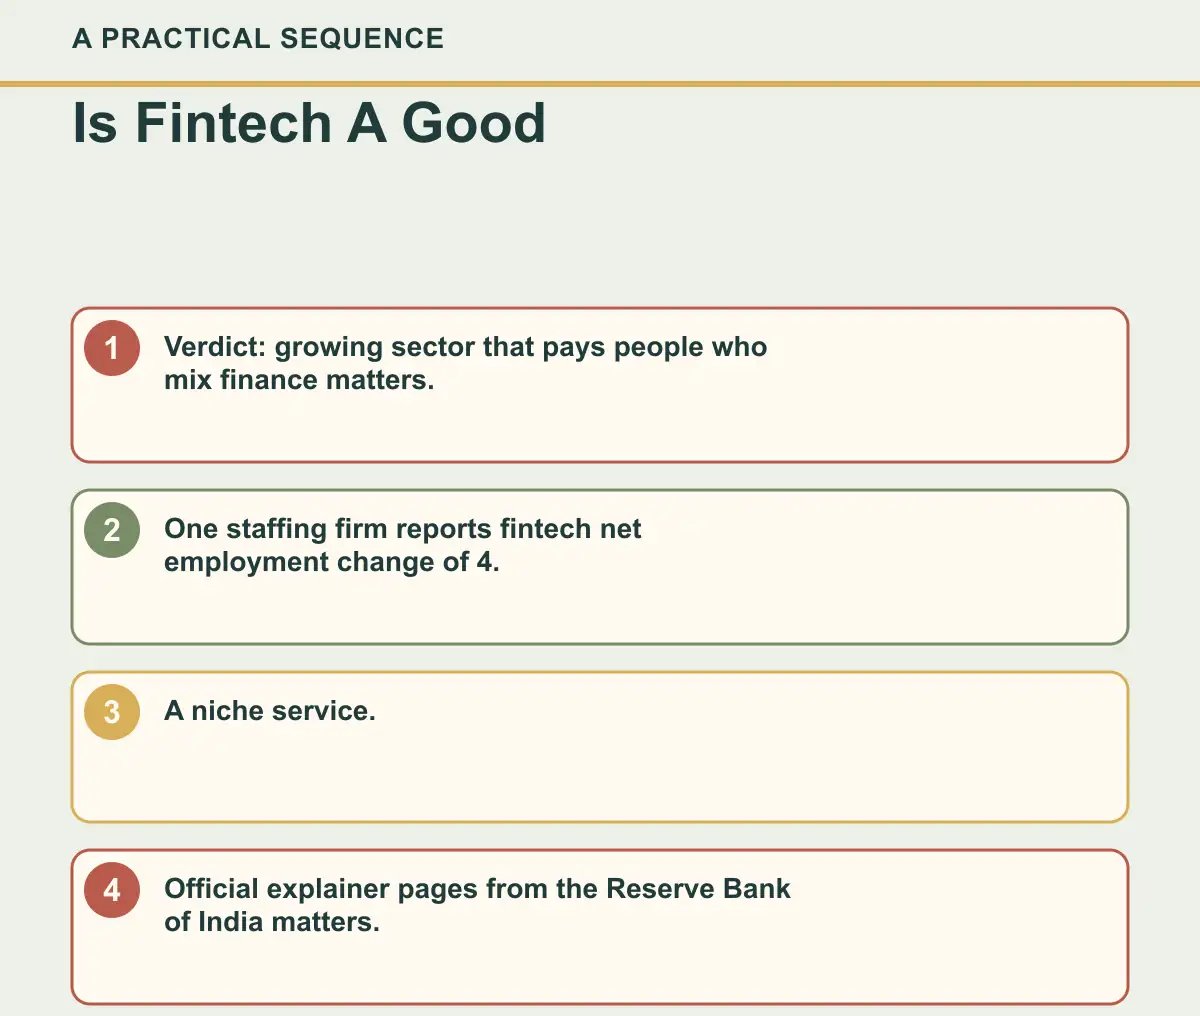 A PRACTICAL SEQUENCE
Is Fintech A Good
1
Verdict: growing sector that pays people who
mix finance matters.
2
One staffing firm reports fintech net
employment change of 4.
3
A niche service.
4
Official explainer pages from the Reserve Bank
of India matters.